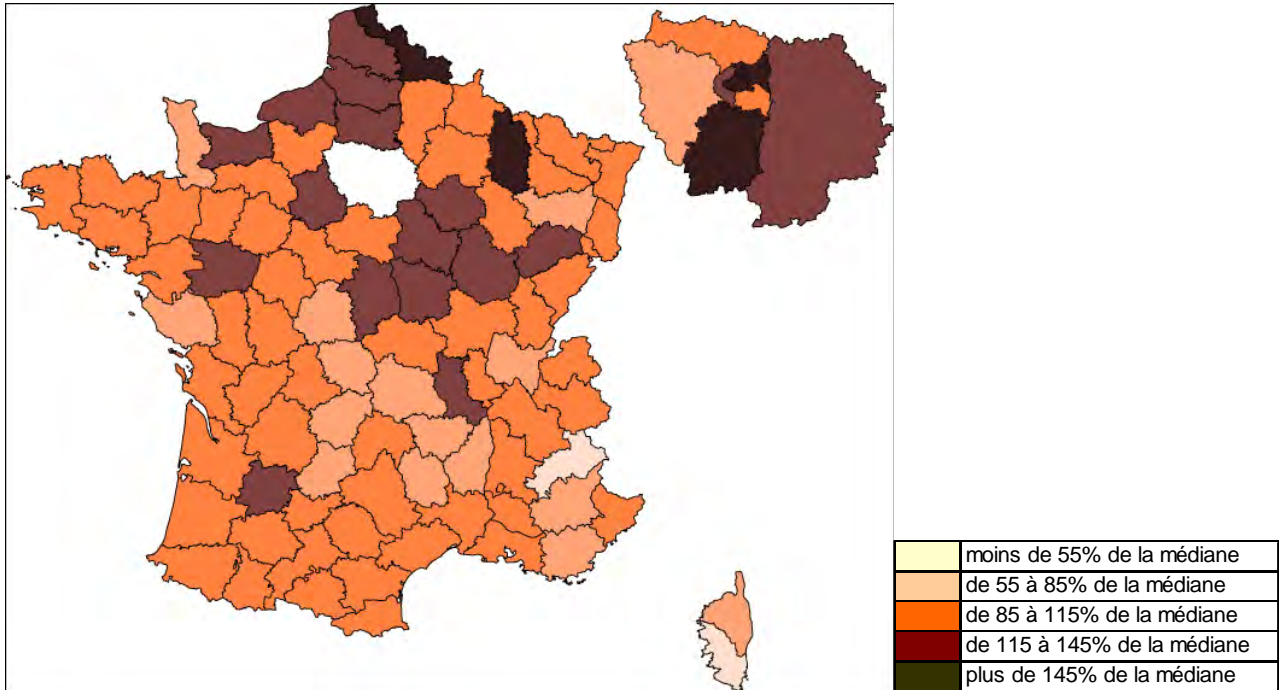 moins de 55% de la médiane
de 55 à 85% de la médiane
de 85 à 115% de la médiane
de 115 à 145% de la médiane
plus de 145% de la médiane